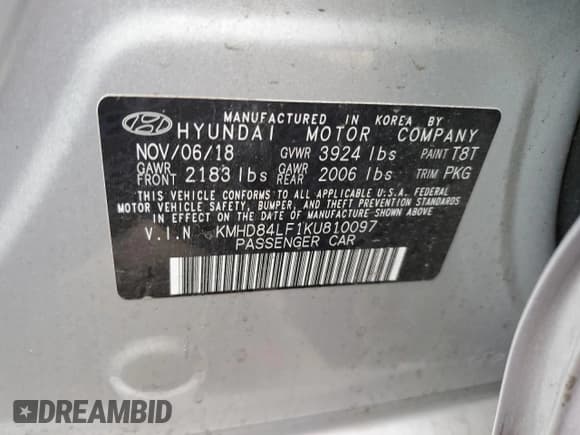 MANUFACTURED IN KOREA BY
HYUNDAI MOTOR COMPANY
NOV/06/18 GVWR 3924 lbs PAINT T8T
GAWR FRONT 2183 lbs GAWR REAR 2006 lbs TRIM PKG
THIS VEHICLE CONFORMS TO ALL APPLICABLE U.S.A. FEDERAL
MOTOR VEHICLE SAFETY, BUMPER, AND THEFT PREVENTION STANDARDS
IN EFFECT ON THE DATE OF MANUFACTURE SHOWN ABOVE.
V.I.N KMHD84LF1KU810097
PASSENGER CAR
DREAMBID